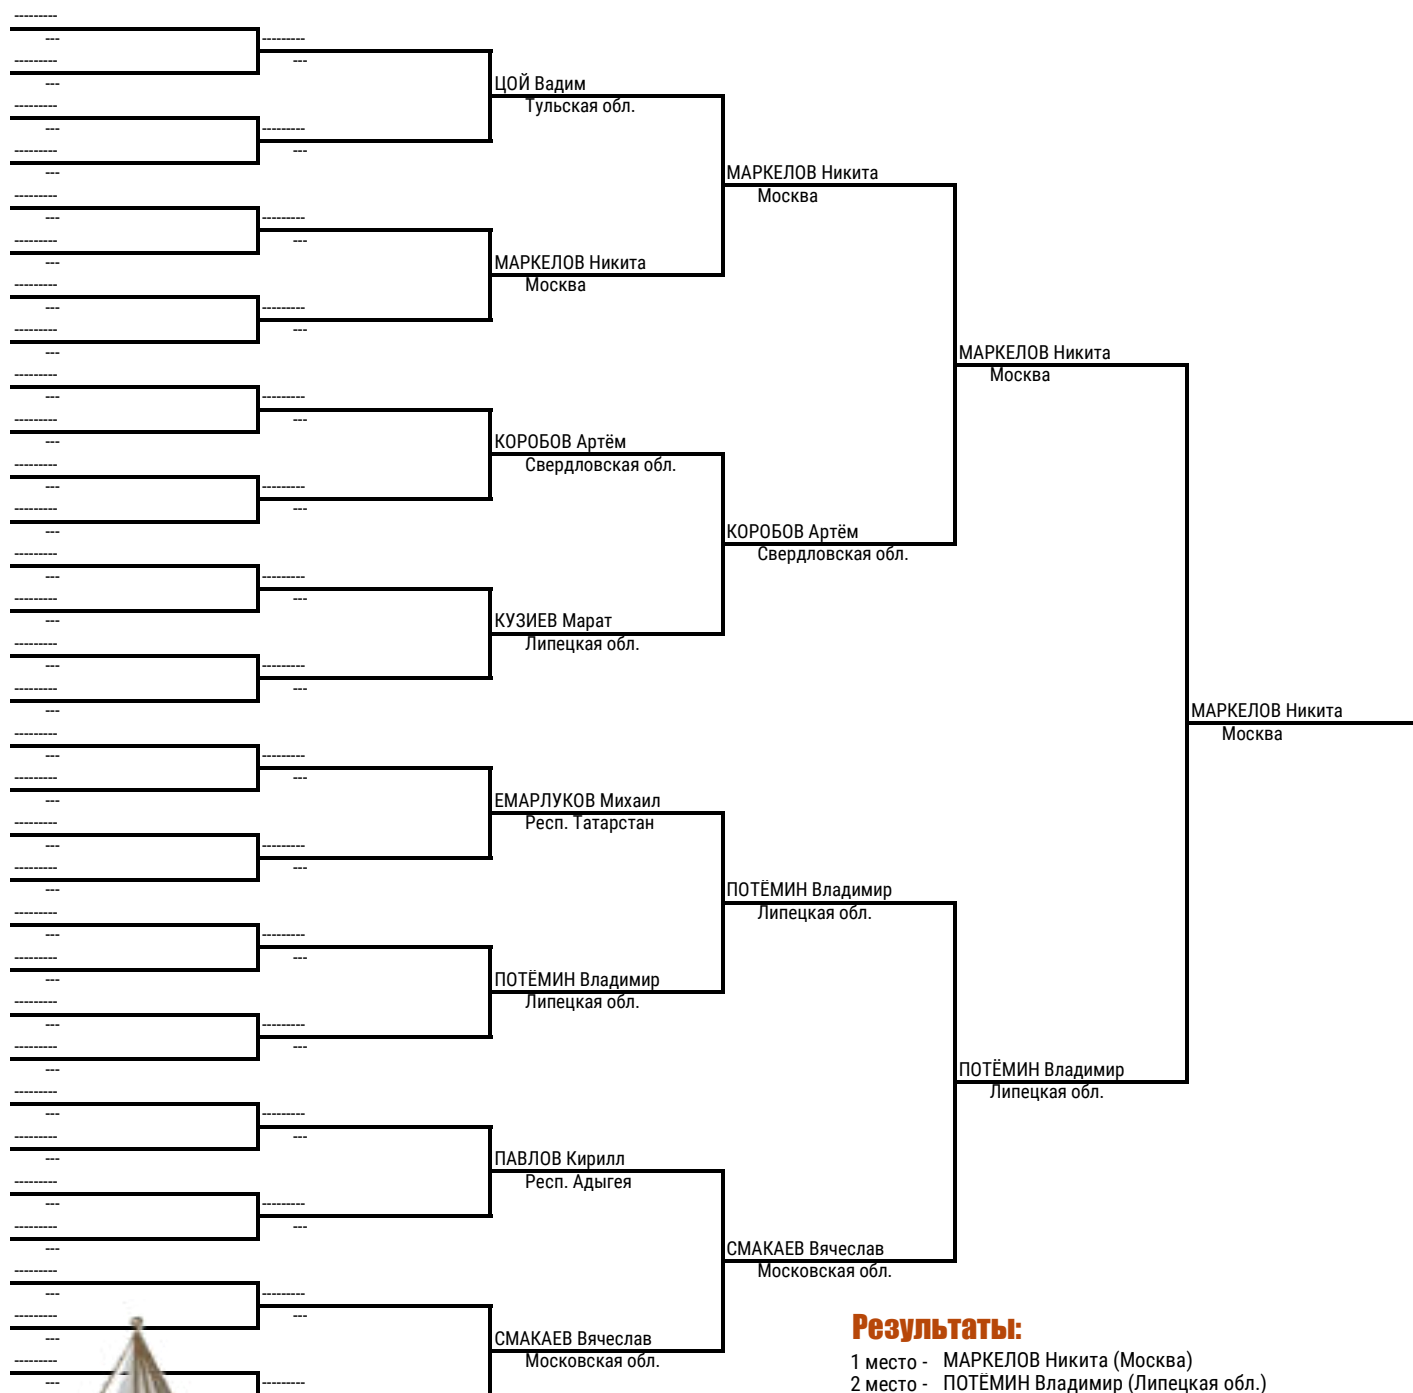 ЦОЙ Вадим
Тульская обл.
МАРКЕЛОВ Никита
Москва
МАРКЕЛОВ Никита
Москва
МАРКЕЛОВ Никита
Москва
КОРОБОВ Артём
Свердловская обл.
КОРОБОВ Артём
Свердловская обл.
КУЗИЕВ Марат
Липецкая обл.
МАРКЕЛОВ Никита
Москва
ЕМАРЛУКОВ Михаил
Респ. Татарстан
ПОТЁМИН Владимир
Липецкая обл.
ПОТЁМИН Владимир
Липецкая обл.
ПОТЁМИН Владимир
Липецкая обл.
ПАВЛОВ Кирилл
Респ. Адыгея
СМАКАЕВ Вячеслав
Московская обл.
СМАКАЕВ Вячеслав
Московская обл.
Результаты:
1 место - МАРКЕЛОВ Никита (Москва)
2 место - ПОТЁМИН Владимир (Липецкая обл.)